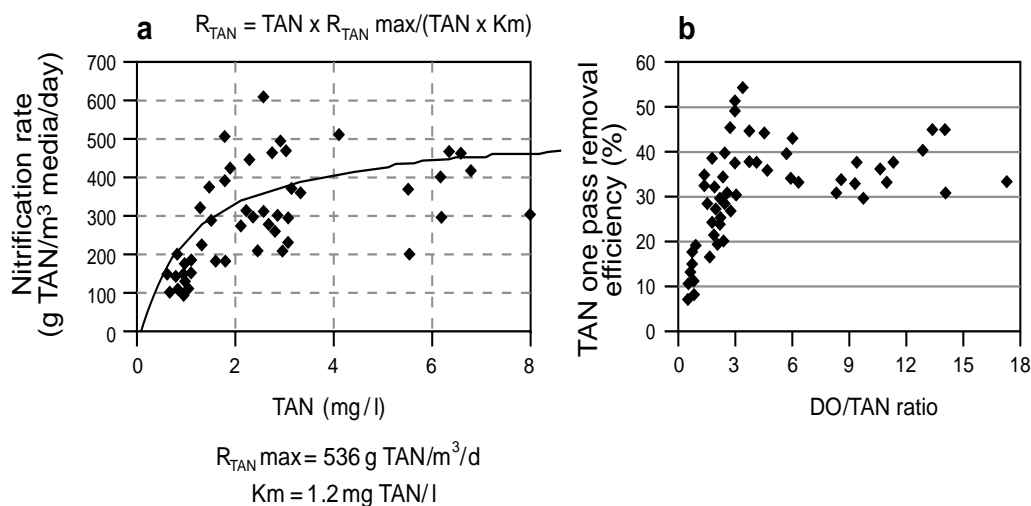 a
R_TAN = TAN x R_TAN max/(TAN x Km)
Nitrification rate
(g TAN/m³ media/day)
700
600
500
400
300
200
100
0
0 2 4 6 8
TAN (mg/l)
R_TAN max = 536 g TAN/m³/d
Km = 1.2 mg TAN/l
b
TAN one pass removal
efficiency (%)
60
50
40
30
20
10
0
0 3 6 9 12 15 18
DO/TAN ratio